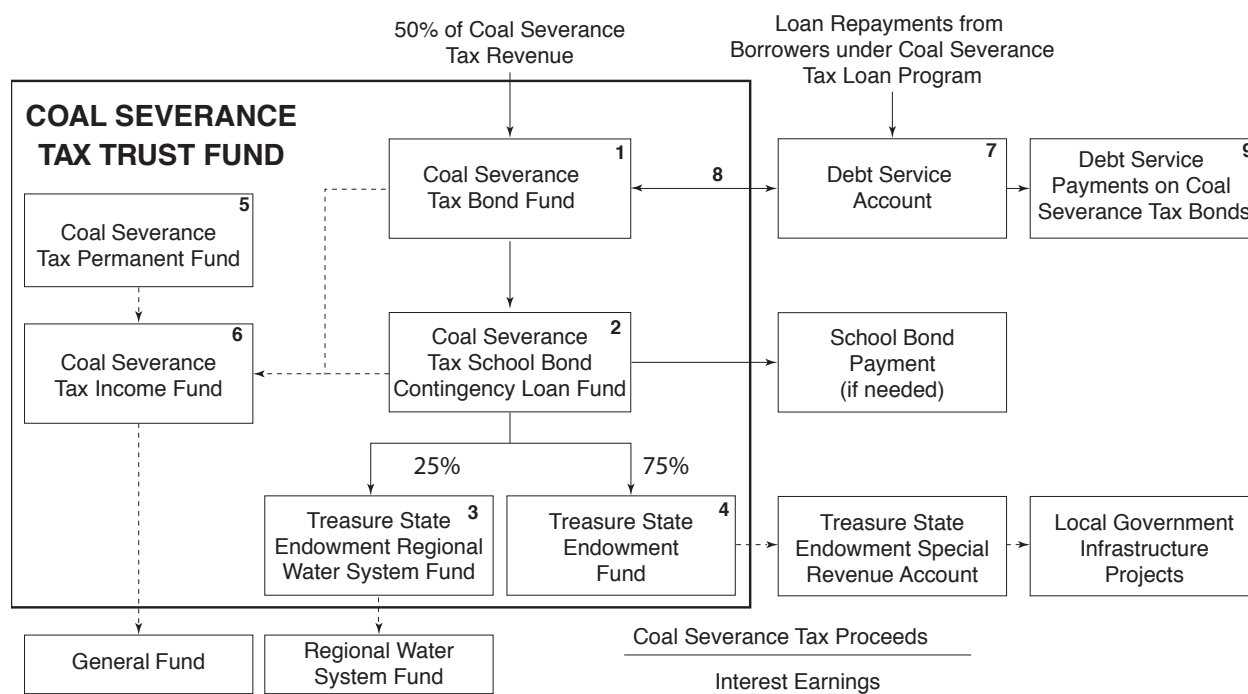 50% of Coal Severance
Tax Revenue
Loan Repayments from
Borrowers under Coal Severance
Tax Loan Program
COAL SEVERANCE
TAX TRUST FUND
1
Coal Severance
Tax Bond Fund
8
7
Debt Service
Account
9
Debt Service
Payments on Coal
Severance Tax Bonds
5
Coal Severance
Tax Permanent Fund
6
Coal Severance
Tax Income Fund
2
Coal Severance
Tax School Bond
Contingency Loan Fund
School Bond
Payment
(if needed)
25%
75%
3
Treasure State
Endowment Regional
Water System Fund
4
Treasure State
Endowment
Fund
Treasure State
Endowment Special
Revenue Account
Local Government
Infrastructure
Projects
General Fund
Regional Water
System Fund
Coal Severance Tax Proceeds
Interest Earnings